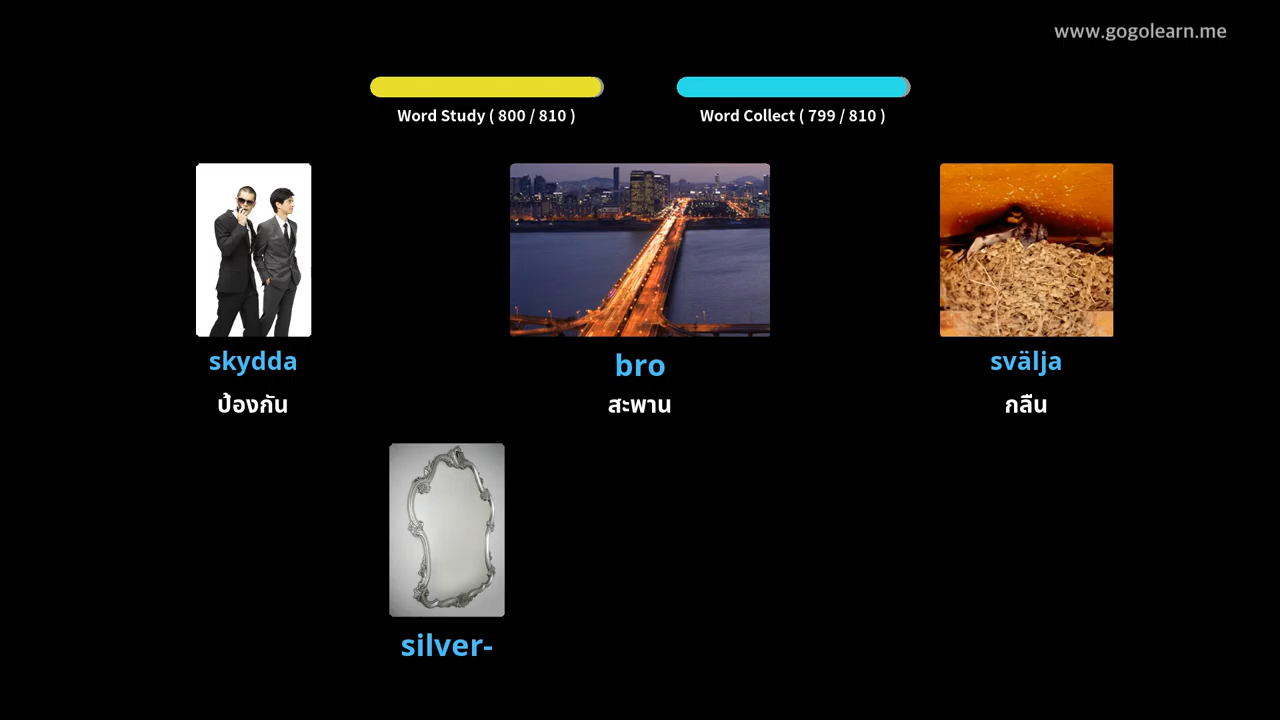 www.gogolearn.me
Word Study ( 800 / 810 )
Word Collect ( 799 / 810 )
skydda
bro
svälja
ป้องกัน
สะพาน
กลืน
silver-